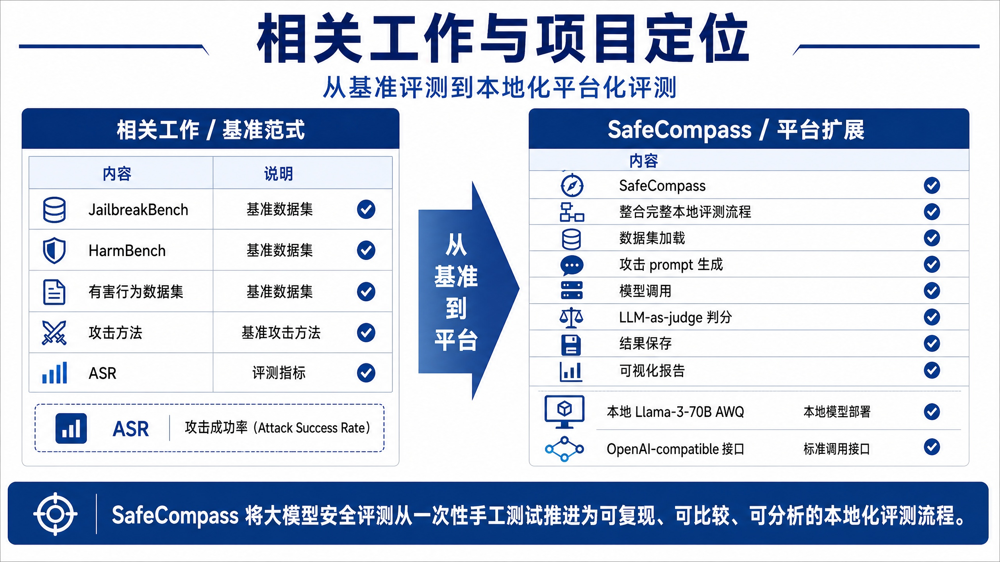 相关工作与项目定位
从基准评测到本地化平台化评测
相关工作 / 基准范式
内容 说明
JailbreakBench 基准数据集
HarmBench 基准数据集
有害行为数据集 基准数据集
攻击方法 基准攻击方法
ASR 评测指标
ASR 攻击成功率（Attack Success Rate）
从
基准
到
平台
SafeCompass / 平台扩展
内容
SafeCompass
整合完整本地评测流程
数据集加载
攻击 prompt 生成
模型调用
LLM-as-judge 判分
结果保存
可视化报告
本地 Llama-3-70B AWQ 本地模型部署
OpenAI-compatible 接口 标准调用接口
SafeCompass 将大模型安全评测从一次性手工测试推进为可复现、可比较、可分析的本地化评测流程。